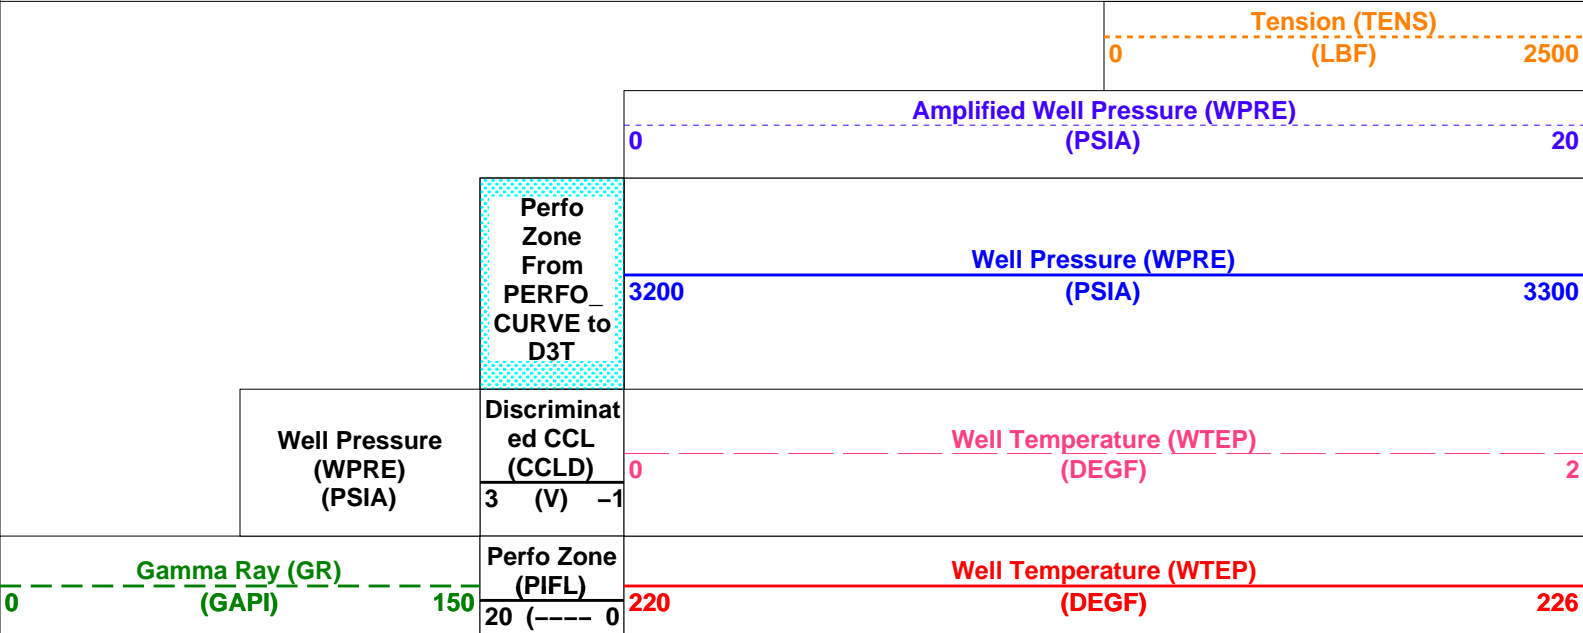 Tension (TENS)
0 (LBF) 2500
Amplified Well Pressure (WPRE)
0 (PSIA) 20
Perfo
Zone
From
PERFO_
CURVE to
D3T
Well Pressure (WPRE)
3200 (PSIA) 3300
Well Pressure
(WPRE)
(PSIA)
Discriminat
ed CCL
(CCLD)
3 (V) −1
Well Temperature (WTEP)
0 (DEGF) 2
Gamma Ray (GR)
0 (GAPI) 150
Perfo Zone
(PIFL)
20 (−−−− 0
Well Temperature (WTEP)
220 (DEGF) 226